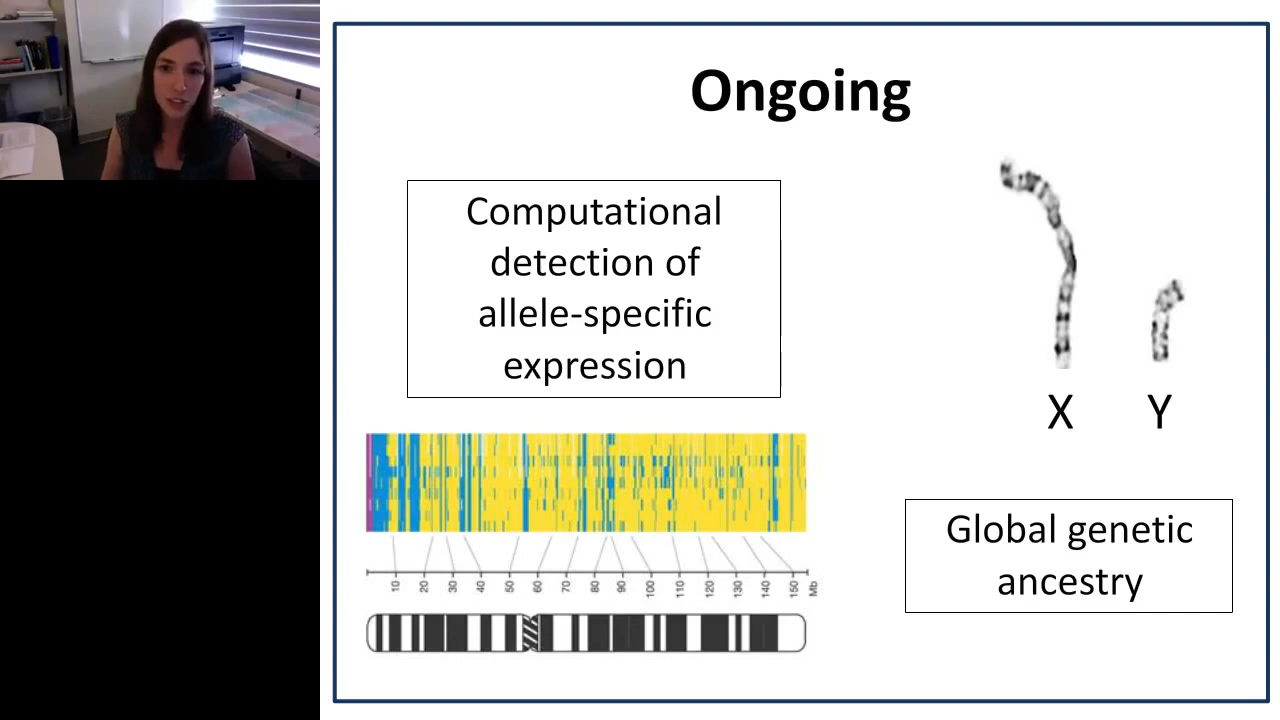 Ongoing
Computational
detection of
allele-specific
expression
X Y
Global genetic
ancestry
10 20 30 40 50 60 70 80 90 100 110 120 130 140 150 Mb